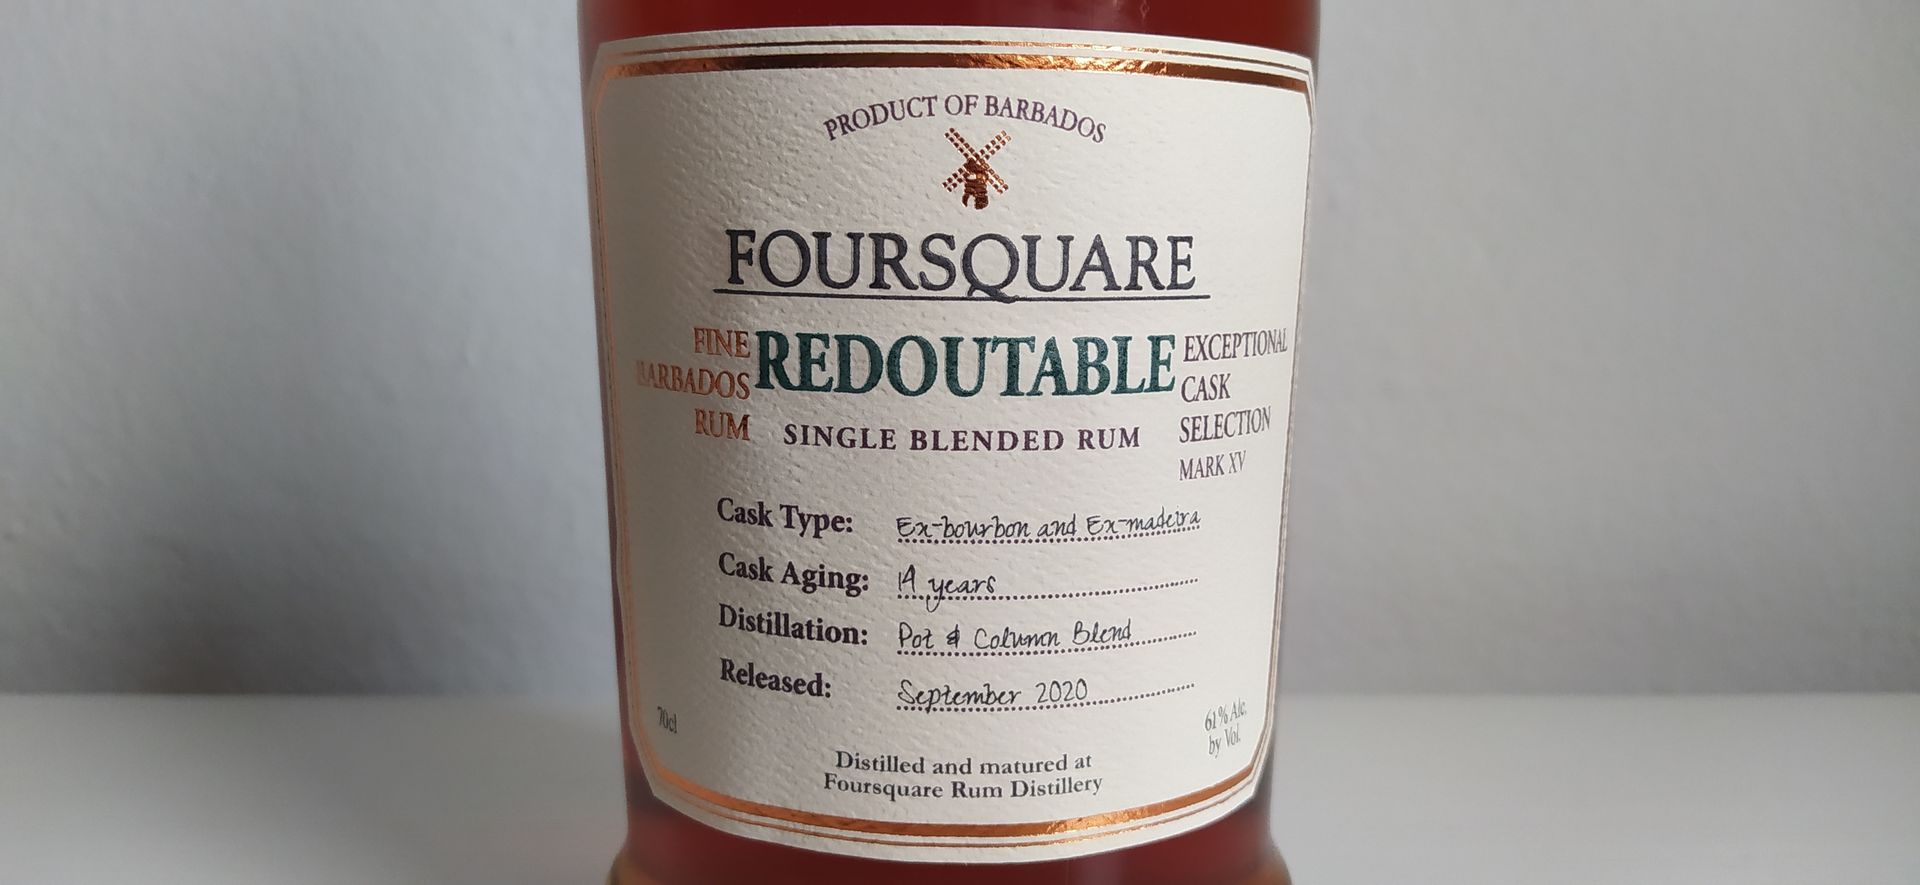 PRODUCT OF BARBADOS
FOURSQUARE
FINE
BARBADOS
RUM
REDOUTABLE
SINGLE BLENDED RUM
EXCEPTIONAL
CASK
SELECTION
MARK XV
Cask Type: Ex-bourbon and Ex-madeira
Cask Aging: 14 years
Distillation: Pot & Column Blend
Released: September 2020
70cl
61% Alc.
by Vol.
Distilled and matured at
Foursquare Rum Distillery